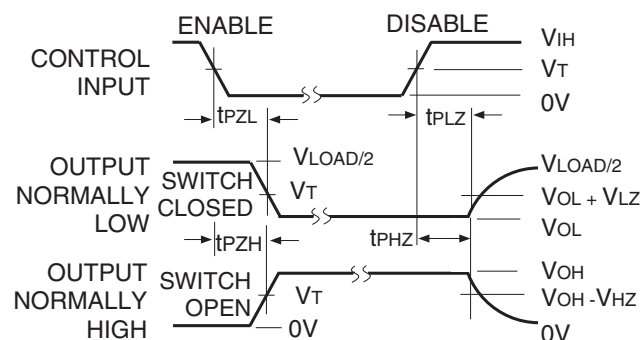 ENABLE DISABLE
CONTROL INPUT
VIH
VT
0V
tPZL tPLZ
OUTPUT NORMALLY LOW
SWITCH CLOSED
VLOAD/2
VT
VLOAD/2
VOL + VLZ
VOL
tPZH tPHZ
OUTPUT NORMALLY HIGH
SWITCH OPEN
VT
0V
VOH
VOH -VHZ
0V